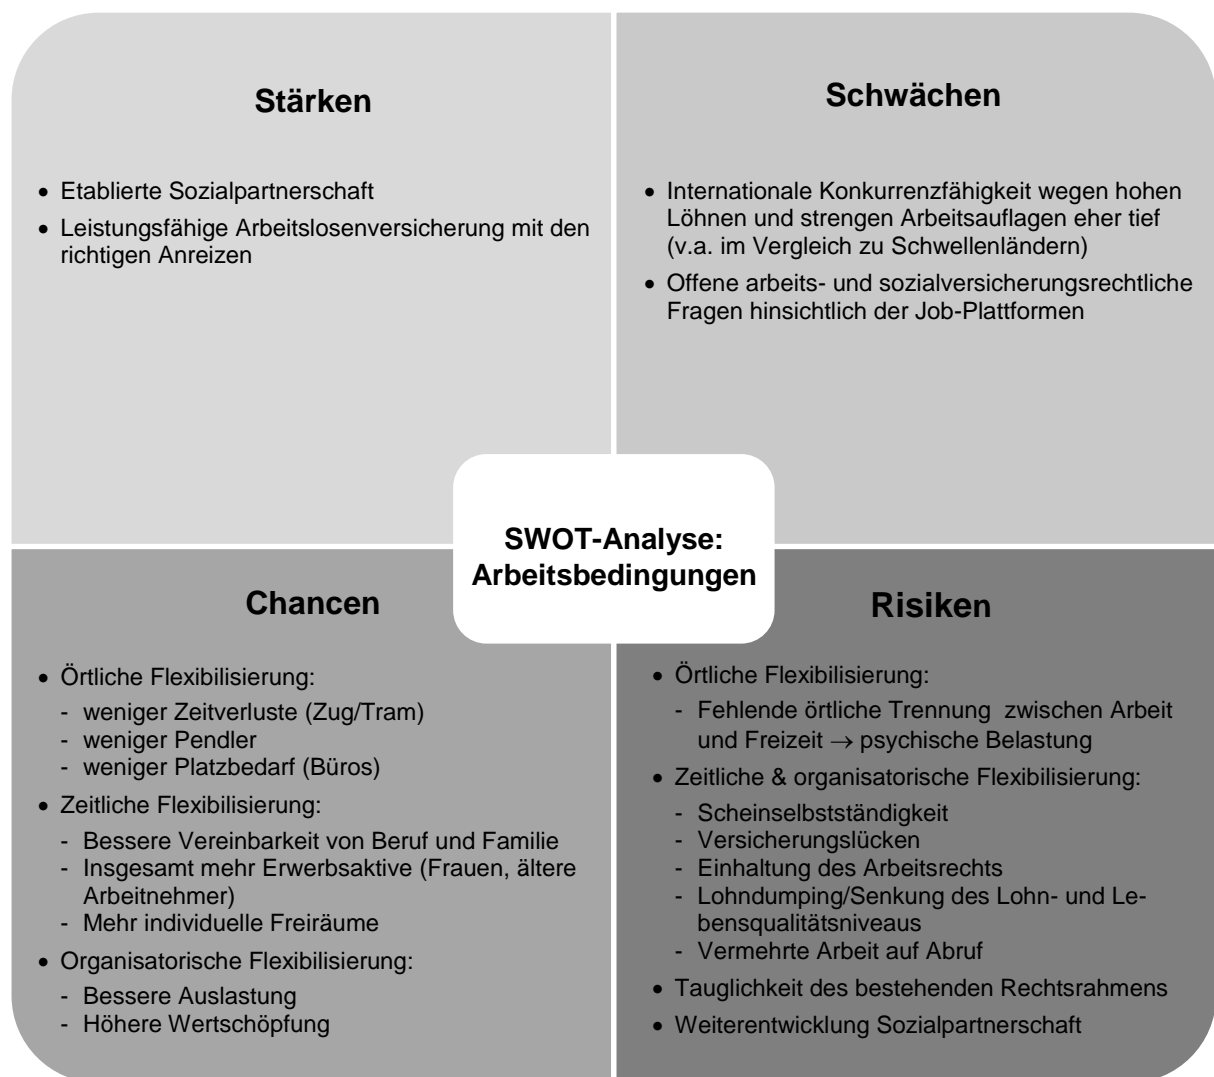 Stärken
• Etablierte Sozialpartnerschaft
• Leistungsfähige Arbeitslosenversicherung mit den
richtigen Anreizen
Schwächen
• Internationale Konkurrenzfähigkeit wegen hohen
Löhnen und strengen Arbeitsauflagen eher tief
(v.a. im Vergleich zu Schwellenländern)
• Offene arbeits- und sozialversicherungsrechtliche
Fragen hinsichtlich der Job-Plattformen
SWOT-Analyse:
Arbeitsbedingungen
Chancen
• Örtliche Flexibilisierung:
- weniger Zeitverluste (Zug/Tram)
- weniger Pendler
- weniger Platzbedarf (Büros)
• Zeitliche Flexibilisierung:
- Bessere Vereinbarkeit von Beruf und Familie
- Insgesamt mehr Erwerbsaktive (Frauen, ältere
Arbeitnehmer)
- Mehr individuelle Freiräume
• Organisatorische Flexibilisierung:
- Bessere Auslastung
- Höhere Wertschöpfung
Risiken
• Örtliche Flexibilisierung:
- Fehlende örtliche Trennung zwischen Arbeit
und Freizeit → psychische Belastung
• Zeitliche & organisatorische Flexibilisierung:
- Scheinselbstständigkeit
- Versicherungslücken
- Einhaltung des Arbeitsrechts
- Lohndumping/Senkung des Lohn- und Le-
bensqualitätsniveaus
- Vermehrte Arbeit auf Abruf
• Tauglichkeit des bestehenden Rechtsrahmens
• Weiterentwicklung Sozialpartnerschaft